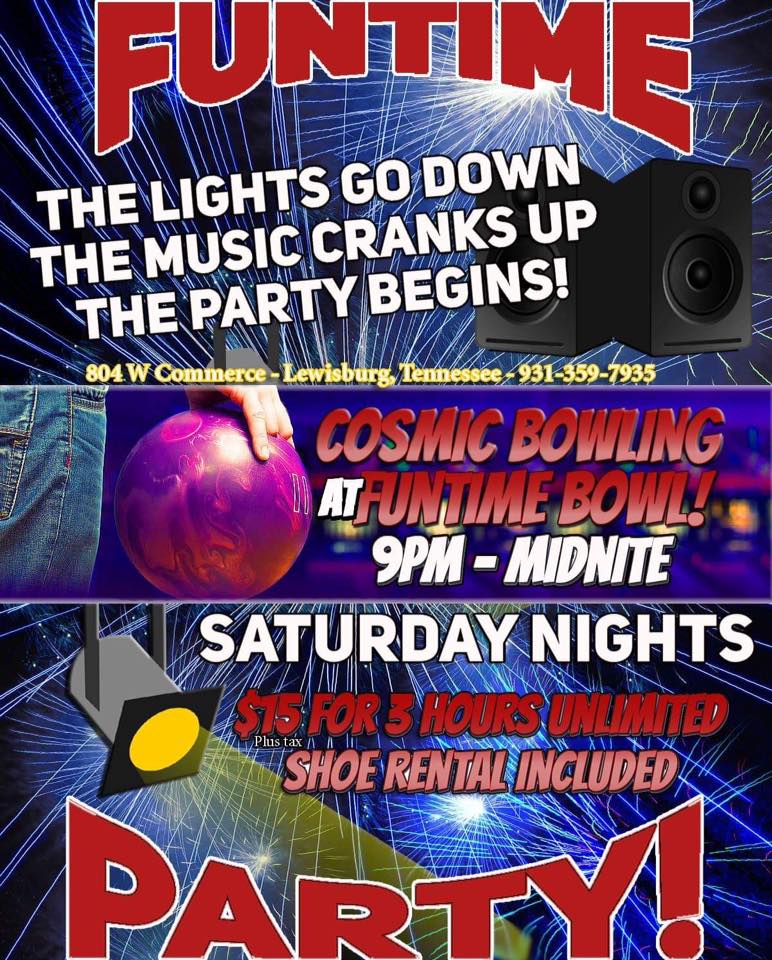 FUNTIME
THE LIGHTS GO DOWN
THE MUSIC CRANKS UP
THE PARTY BEGINS!
804 W Commerce - Lewisburg, Tennessee - 931-359-7935
COSMIC BOWLING
AT FUNTIME BOWL!
9PM - MIDNITE
SATURDAY NIGHTS
$15 FOR 3 HOURS UNLIMITED
Plus tax
SHOE RENTAL INCLUDED
PARTY!